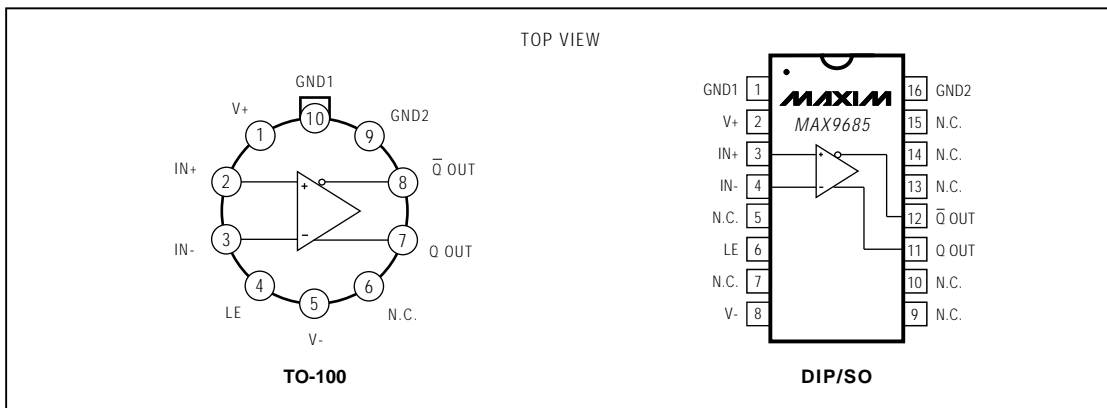 TOP VIEW
GND1
10
V+
1
GND2
9
IN+
2
+
8
Q̅ OUT
IN-
3
-
7
Q OUT
4
LE
5
V-
6
N.C.
TO-100
GND1 1
V+ 2
IN+ 3
IN- 4
N.C. 5
LE 6
N.C. 7
V- 8
MAXIM
MAX9685
+
-
16 GND2
15 N.C.
14 N.C.
13 N.C.
12 Q̅ OUT
11 Q OUT
10 N.C.
9 N.C.
DIP/SO